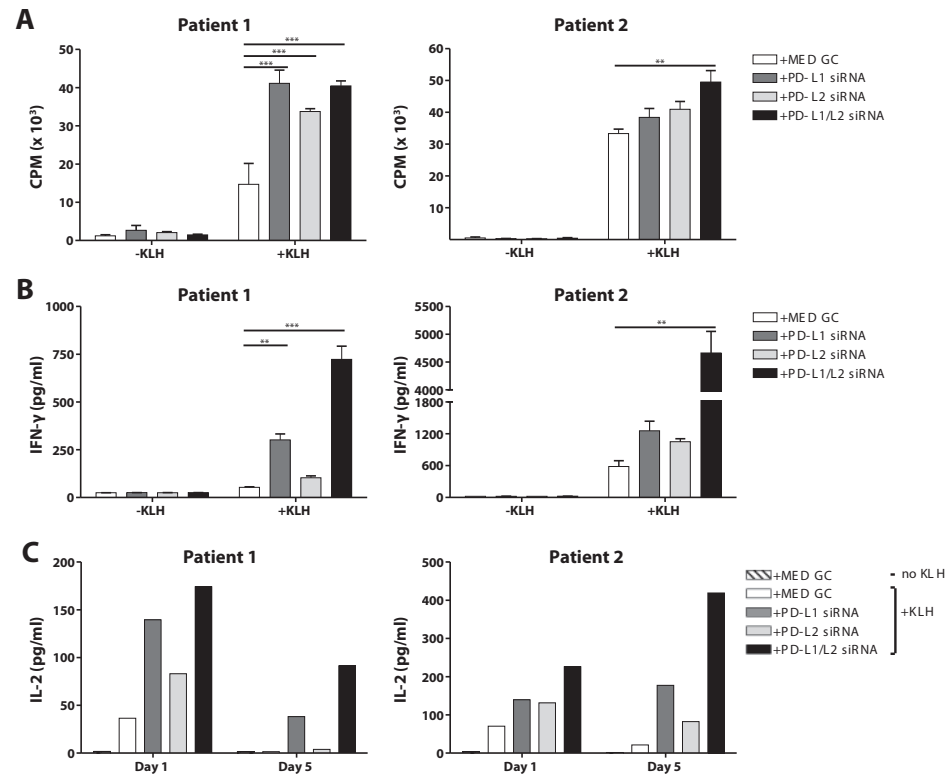 A
Patient 1
Patient 2
CPM (x 10³)
50
40
30
20
10
0
***
***
***
-KLH
+KLH
CPM (x 10³)
60
50
40
30
20
10
**
-KLH
+KLH
+MED GC
+PD-L1 siRNA
+PD-L2 siRNA
+PD-L1/L2 siRNA
B
Patient 1
Patient 2
IFN-γ (pg/ml)
1000
750
500
250
0
***
**
-KLH
+KLH
IFN-γ (pg/ml)
5500
5000
4500
4000
1800
1200
600
0
**
-KLH
+KLH
+MED GC
+PD-L1 siRNA
+PD-L2 siRNA
+PD-L1/L2 siRNA
C
Patient 1
Patient 2
IL-2 (pg/ml)
200
150
100
50
0
Day 1
Day 5
IL-2 (pg/ml)
500
400
300
200
100
0
Day 1
Day 5
+MED GC - no KLH
+MED GC
+PD-L1 siRNA
+PD-L2 siRNA
+PD-L1/L2 siRNA
+KLH